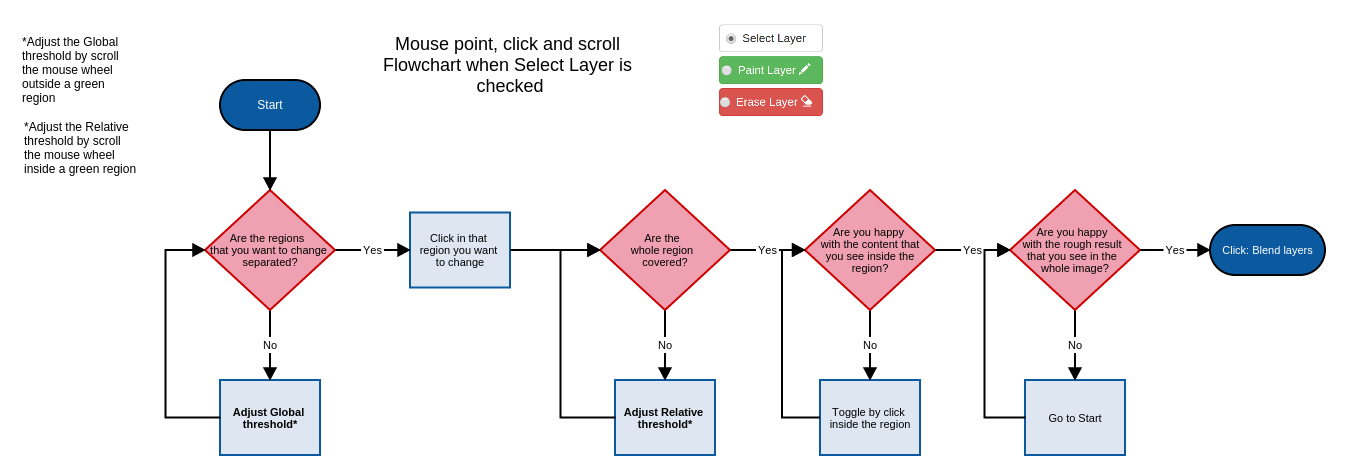 *Adjust the Global
threshold by scroll
the mouse wheel
outside a green
region
*Adjust the Relative
threshold by scroll
the mouse wheel
inside a green region
Mouse point, click and scroll
Flowchart when Select Layer is
checked
Select Layer
Paint Layer
Erase Layer
Start
Are the regions
that you want to change
separated?
Yes
Click in that
region you want
to change
Are the
whole region
covered?
Yes
Are you happy
with the content that
you see inside the
region?
Yes
Are you happy
with the rough result
that you see in the
whole image?
Yes
Click: Blend layers
No
No
No
No
Adjust Global
threshold*
Adjust Relative
threshold*
Toggle by click
inside the region
Go to Start